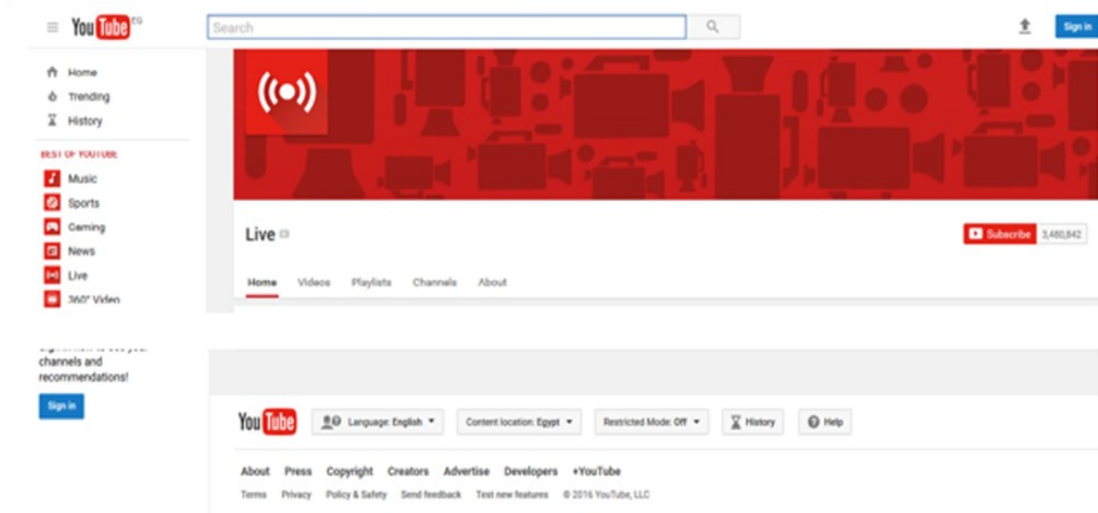 YouTube EG
Search
Sign in
Home
Trending
History
BEST OF YOUTUBE
Music
Sports
Gaming
News
Live
360° Video
Live
Subscribe 3,480,842
Home Videos Playlists Channels About
channels and
recommendations!
Sign in
YouTube Language: English Content location: Egypt Restricted Mode: Off History Help
About Press Copyright Creators Advertise Developers +YouTube
Terms Privacy Policy & Safety Send feedback Test new features © 2016 YouTube, LLC